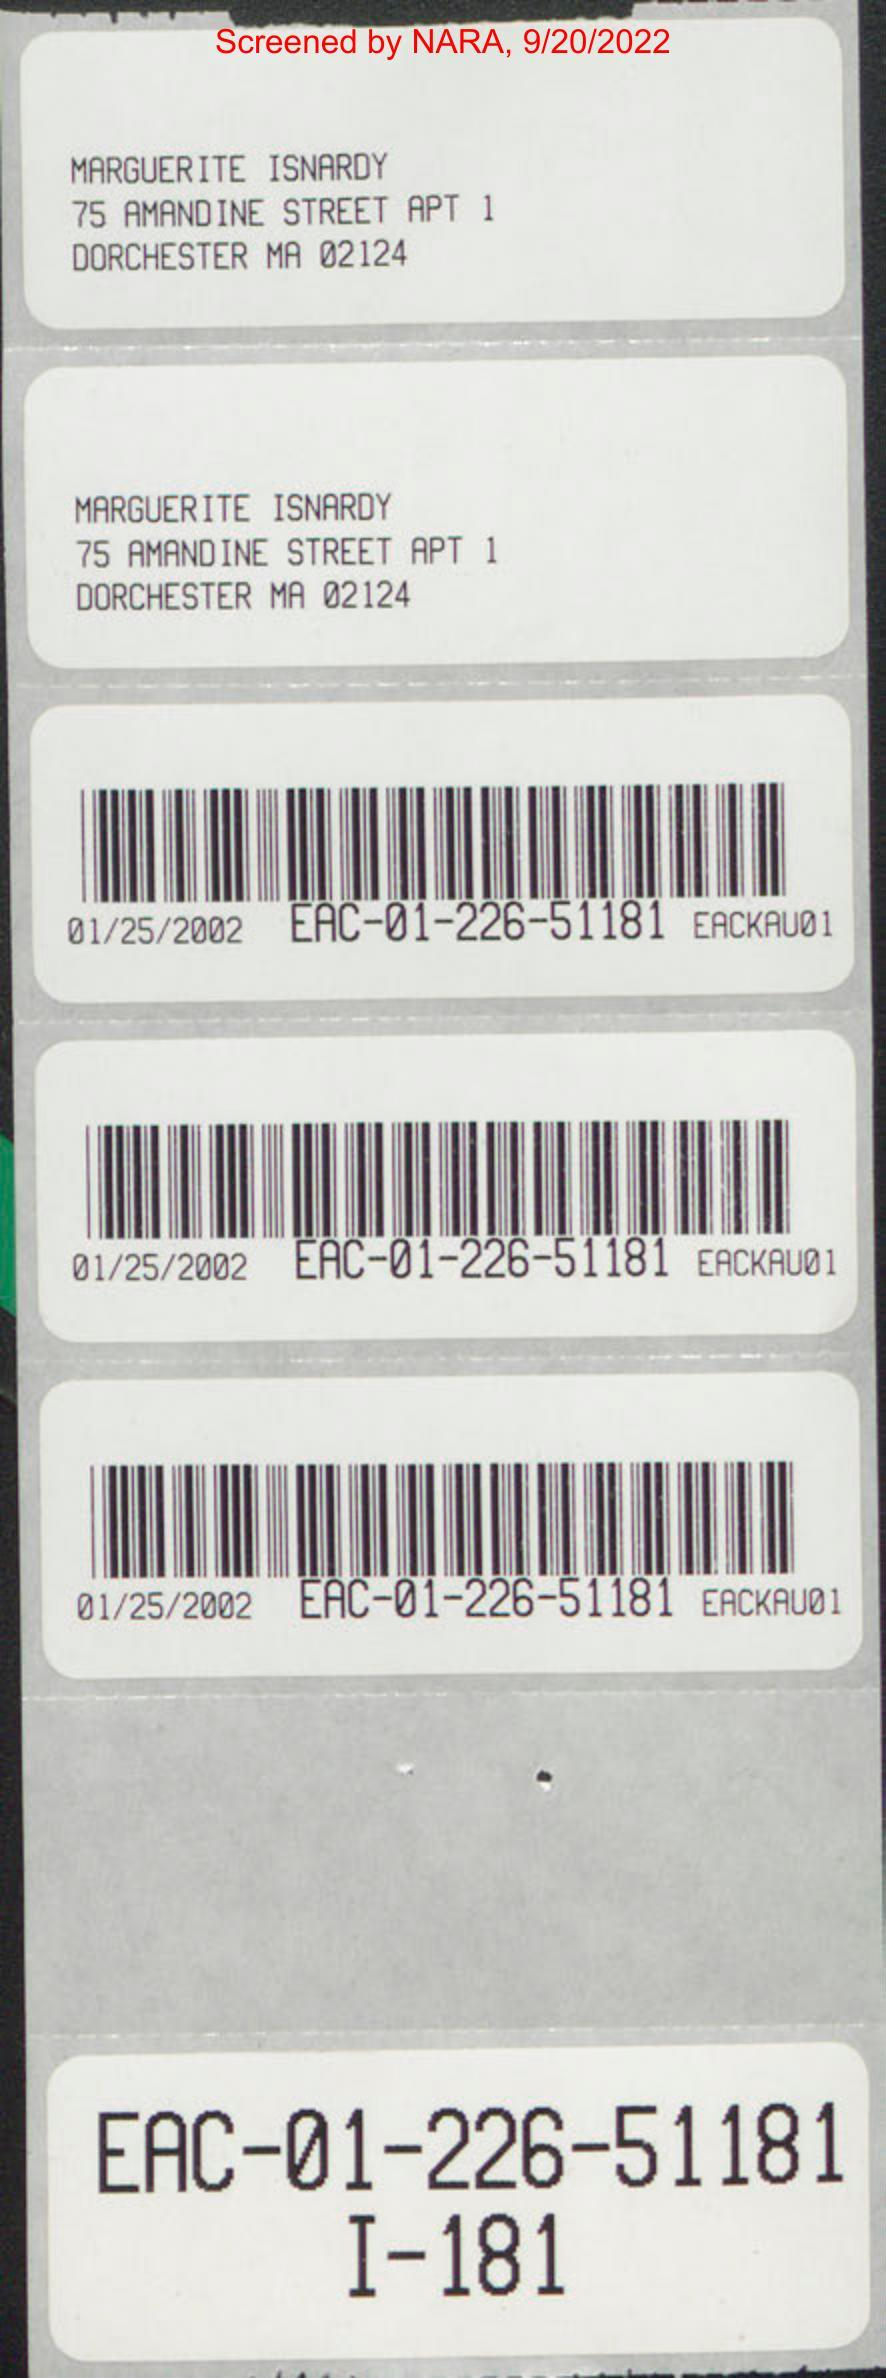 Screened by NARA, 9/20/2022
MARGUERITE ISNARDY
75 AMANDINE STREET APT 1
DORCHESTER MA 02124
MARGUERITE ISNARDY
75 AMANDINE STREET APT 1
DORCHESTER MA 02124
01/25/2002 EAC-01-226-51181 EACKAU01
01/25/2002 EAC-01-226-51181 EACKAU01
01/25/2002 EAC-01-226-51181 EACKAU01
EAC-01-226-51181
I-181